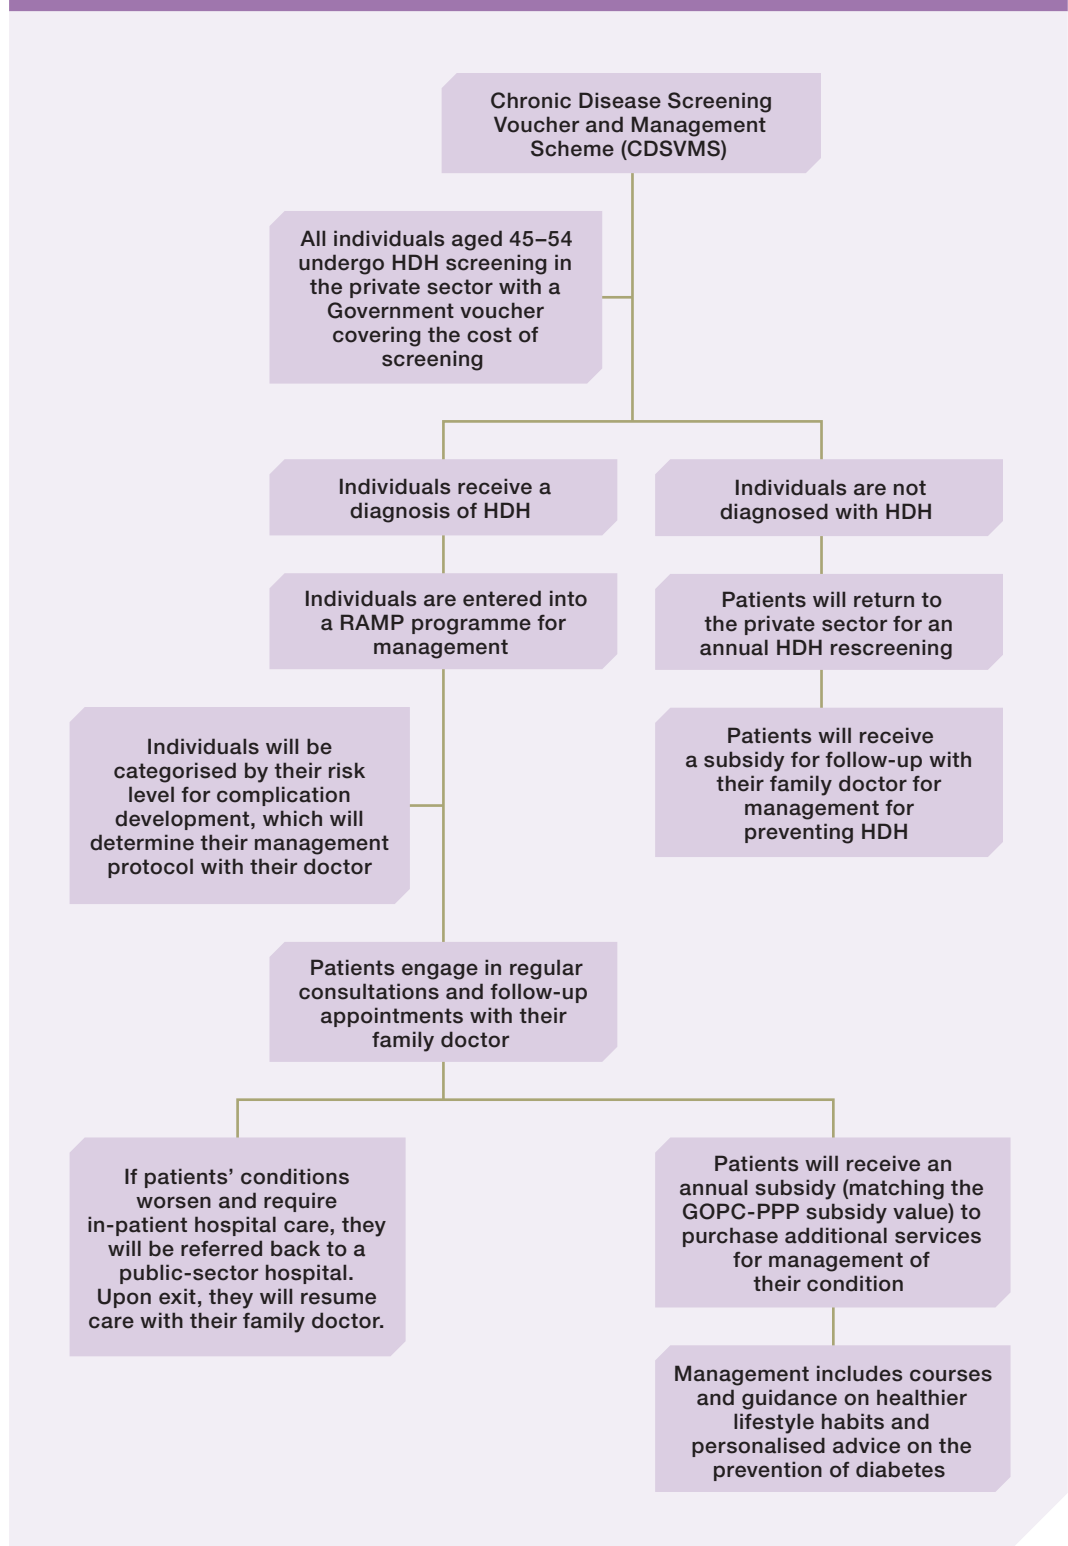 Chronic Disease Screening
Voucher and Management
Scheme (CDSVMS)
All individuals aged 45–54
undergo HDH screening in
the private sector with a
Government voucher
covering the cost of
screening
Individuals receive a
diagnosis of HDH
Individuals are not
diagnosed with HDH
Individuals are entered into
a RAMP programme for
management
Patients will return to
the private sector for an
annual HDH rescreening
Individuals will be
categorised by their risk
level for complication
development, which will
determine their management
protocol with their doctor
Patients will receive
a subsidy for follow-up with
their family doctor for
management for
preventing HDH
Patients engage in regular
consultations and follow-up
appointments with their
family doctor
If patients’ conditions
worsen and require
in-patient hospital care, they
will be referred back to a
public-sector hospital.
Upon exit, they will resume
care with their family doctor.
Patients will receive an
annual subsidy (matching the
GOPC-PPP subsidy value) to
purchase additional services
for management of
their condition
Management includes courses
and guidance on healthier
lifestyle habits and
personalised advice on the
prevention of diabetes